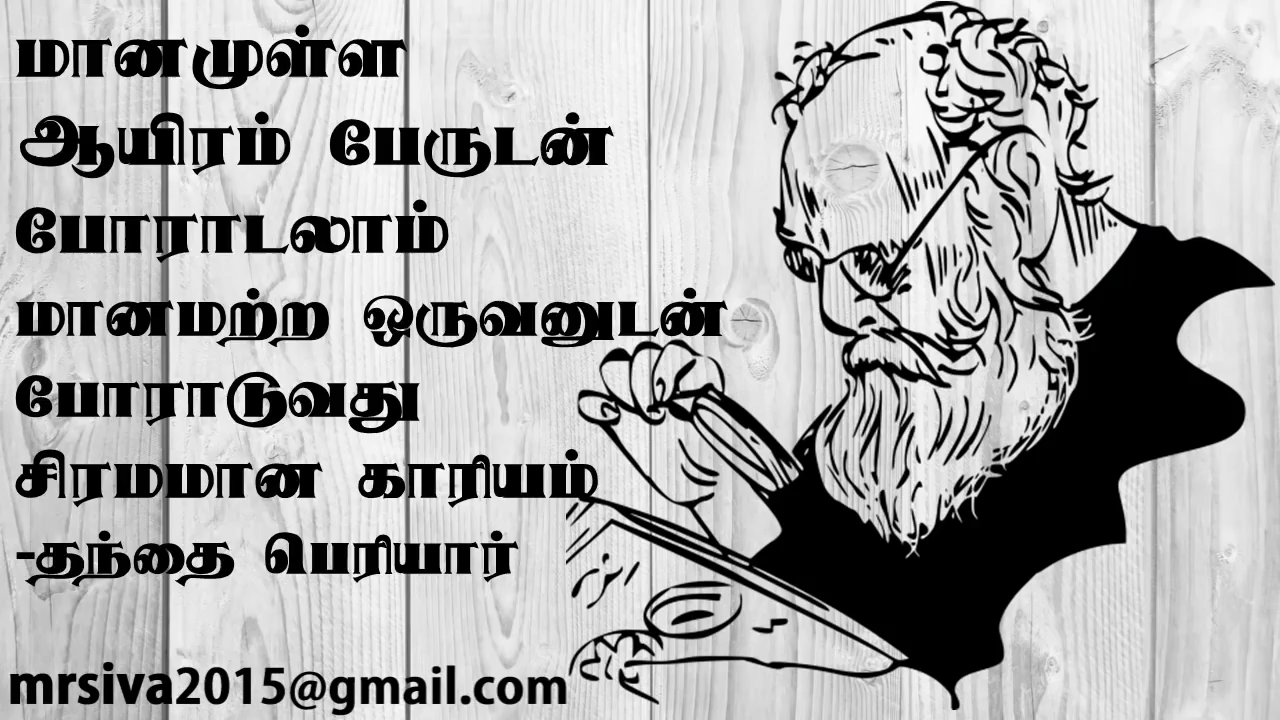 மானமுள்ள
ஆயிரம் பேருடன்
போராடலாம்
மானமற்ற ஒருவனுடன்
போராடுவது
சிரமமான காரியம்
-தந்தை பெரியார்
mrsiva2015@gmail.com